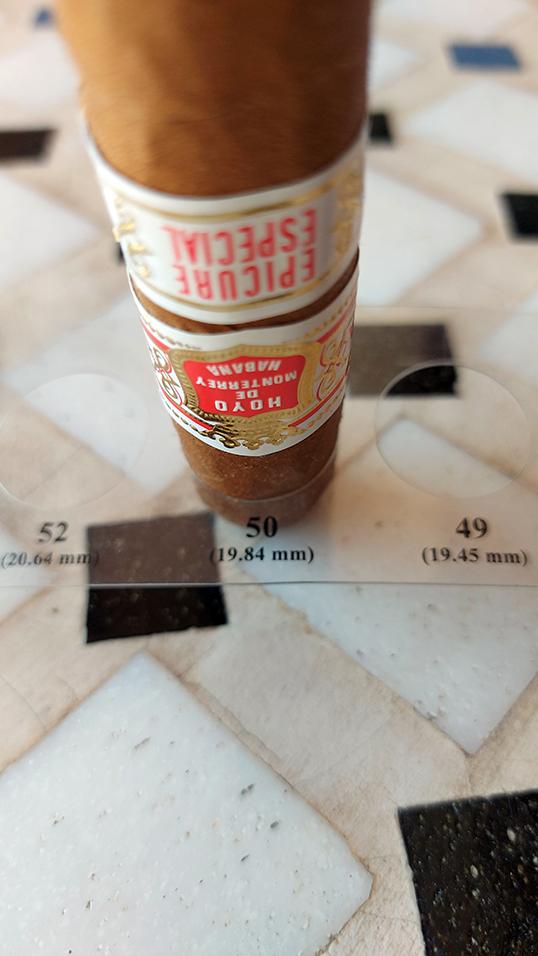 EPICURE
ESPECIAL
HOYO
DE
MONTERREY
HABANA
52
(20.64 mm)
50
(19.84 mm)
49
(19.45 mm)